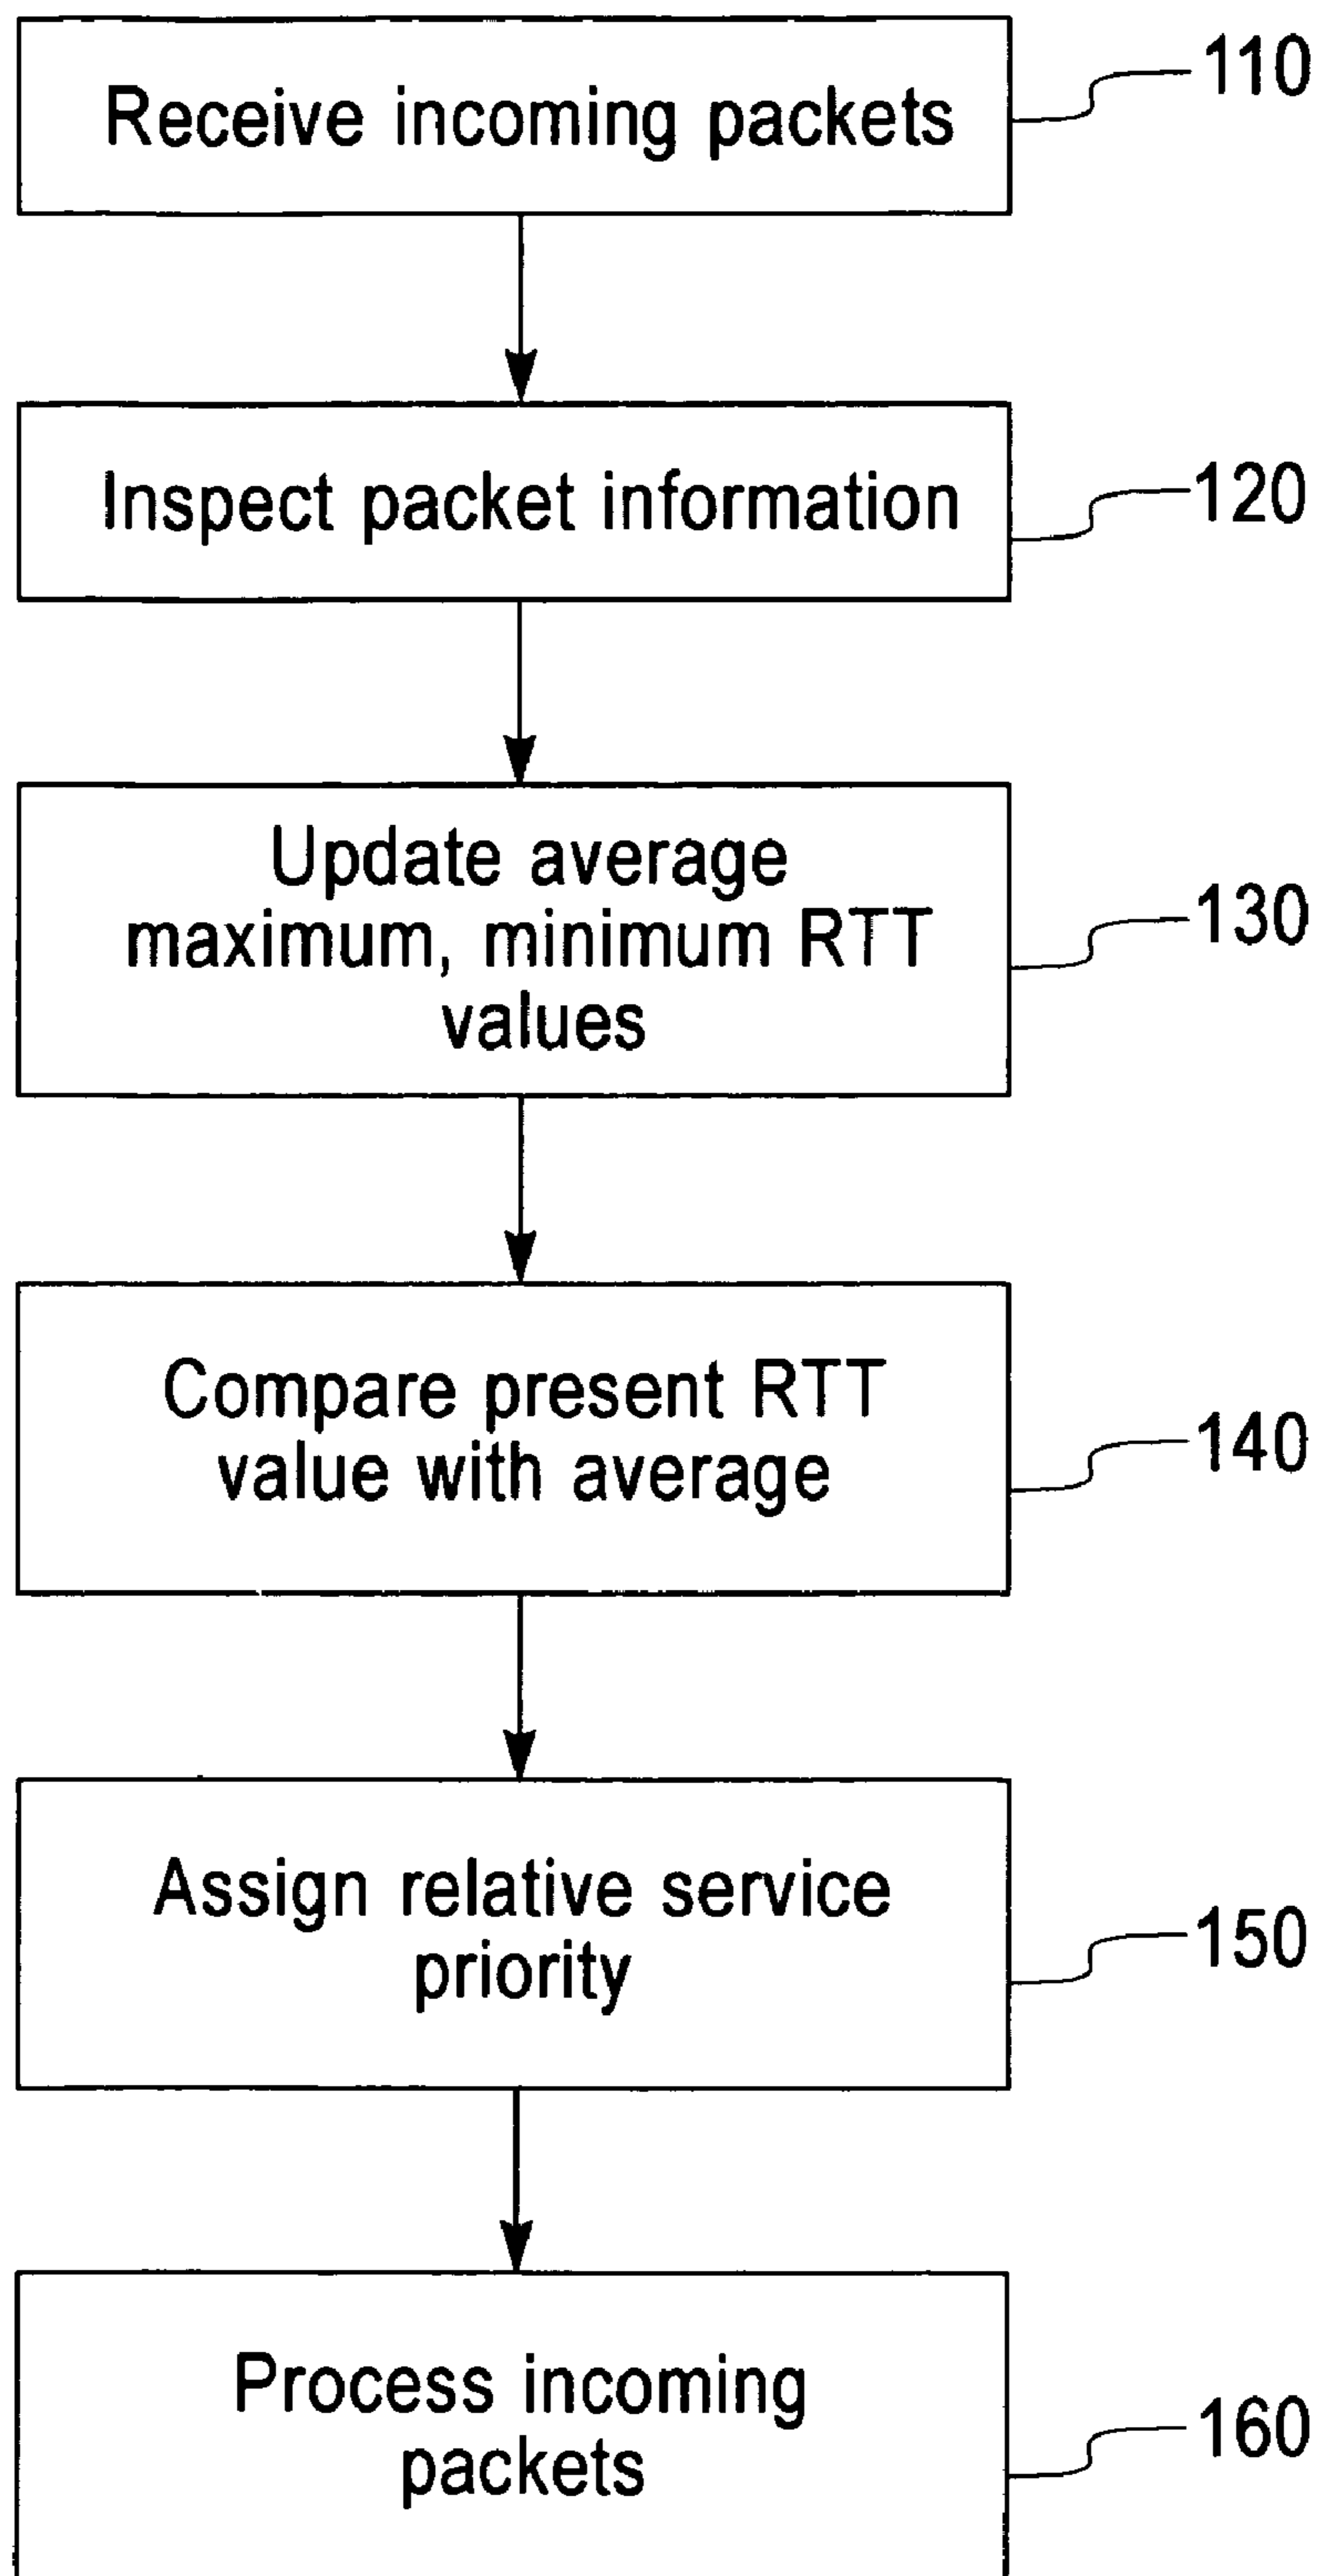 Receive incoming packets
110
Inspect packet information
120
Update average
maximum, minimum RTT
values
130
Compare present RTT
value with average
140
Assign relative service
priority
150
Process incoming
packets
160